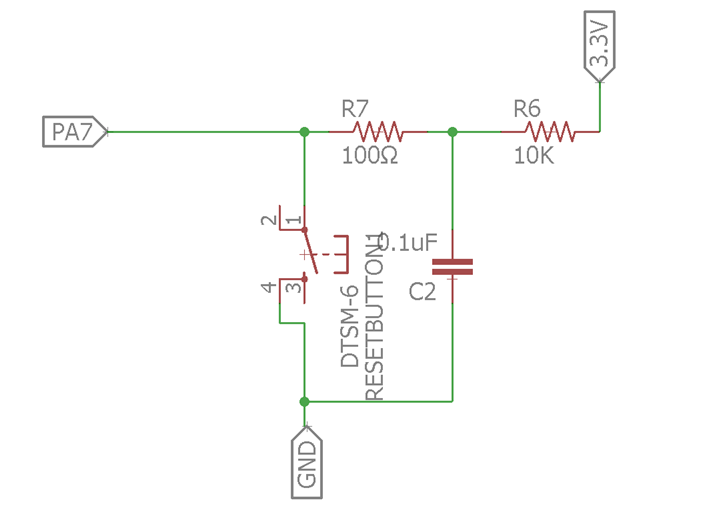 3.3V
R7
R6
PA7
100Ω
10K
2
1
0.1uF
4
3
C2
DTSM-6
RESETBUTTON1
GND